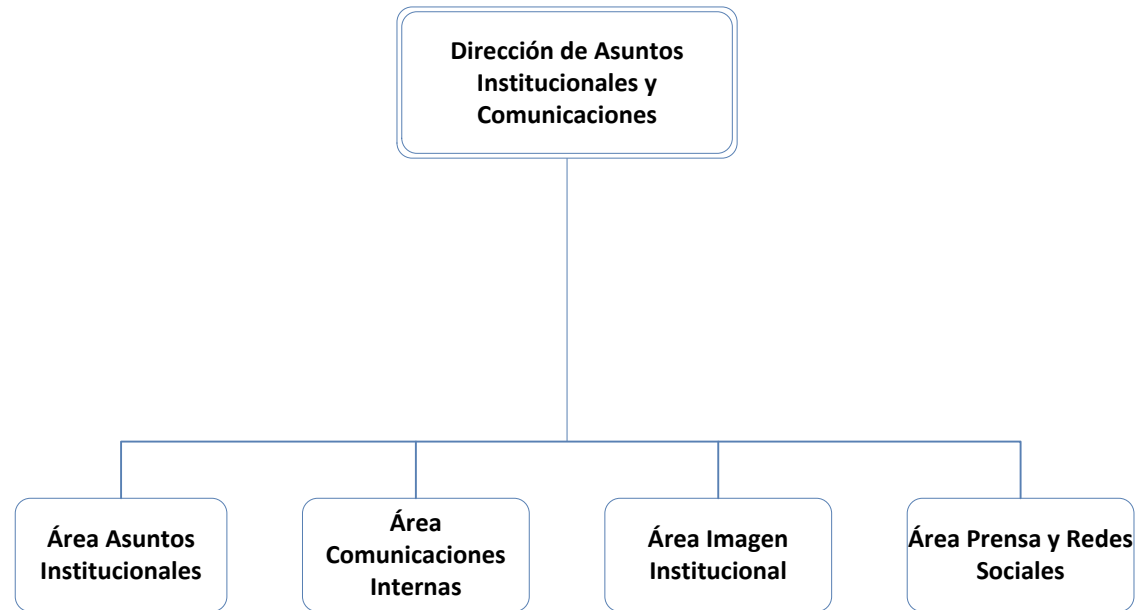 Dirección de Asuntos
Institucionales y
Comunicaciones
Área Asuntos
Institucionales
Área
Comunicaciones
Internas
Área Imagen
Institucional
Área Prensa y Redes
Sociales